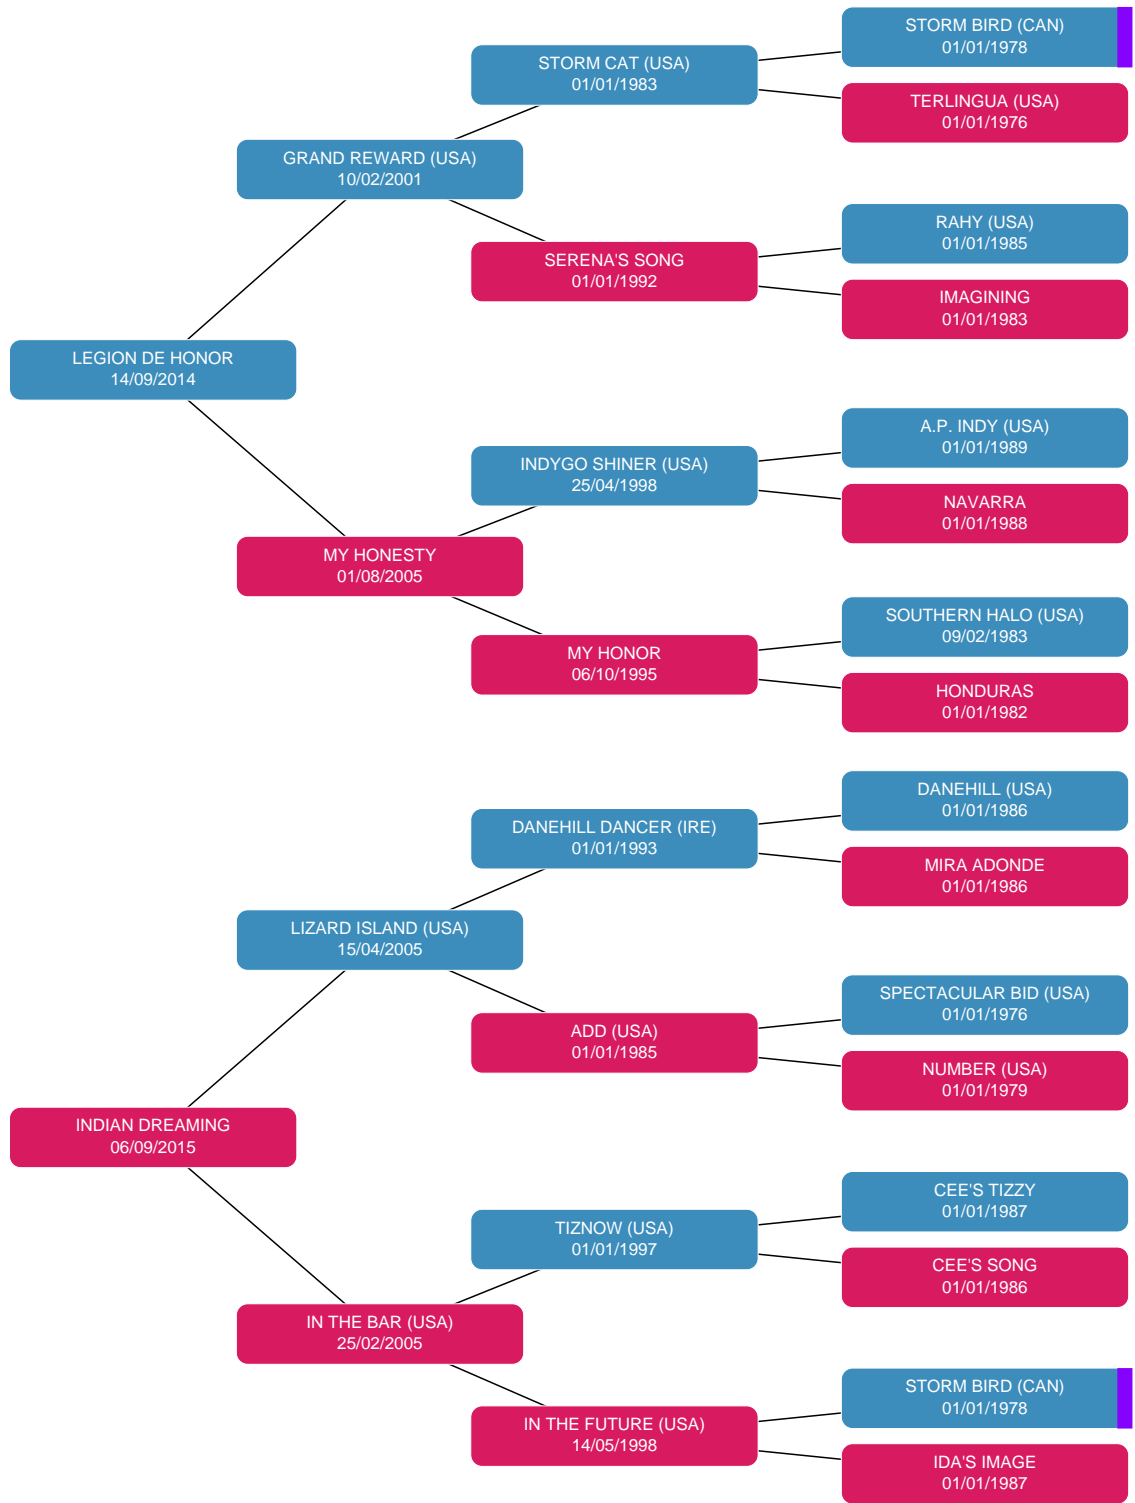 STORM BIRD (CAN)
01/01/1978
STORM CAT (USA)
01/01/1983
TERLINGUA (USA)
01/01/1976
GRAND REWARD (USA)
10/02/2001
RAHY (USA)
01/01/1985
SERENA'S SONG
01/01/1992
IMAGINING
01/01/1983
LEGION DE HONOR
14/09/2014
A.P. INDY (USA)
01/01/1989
INDYGO SHINER (USA)
25/04/1998
NAVARRA
01/01/1988
MY HONESTY
01/08/2005
SOUTHERN HALO (USA)
09/02/1983
MY HONOR
06/10/1995
HONDURAS
01/01/1982
DANEHILL (USA)
01/01/1986
DANEHILL DANCER (IRE)
01/01/1993
MIRA ADONDE
01/01/1986
LIZARD ISLAND (USA)
15/04/2005
SPECTACULAR BID (USA)
01/01/1976
ADD (USA)
01/01/1985
NUMBER (USA)
01/01/1979
INDIAN DREAMING
06/09/2015
CEE'S TIZZY
01/01/1987
TIZNOW (USA)
01/01/1997
CEE'S SONG
01/01/1986
IN THE BAR (USA)
25/02/2005
STORM BIRD (CAN)
01/01/1978
IN THE FUTURE (USA)
14/05/1998
IDA'S IMAGE
01/01/1987